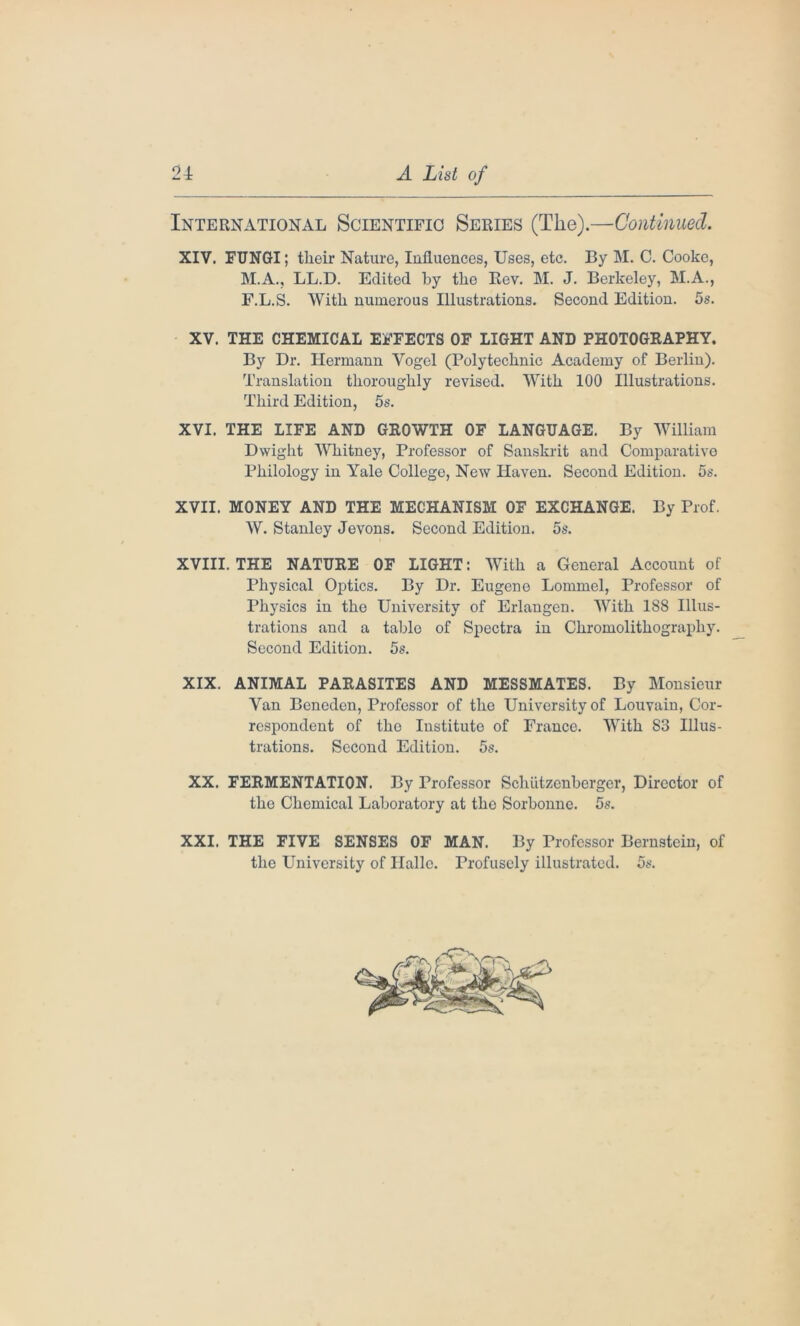 24 A List of
International Scientific Series (The).—Continued.
XIV. FUNGI; their Nature, Influences, Uses, etc. By M. C. Cooke,
M.A., LL.D. Edited by the Rev. M. J. Berkeley, M.A.,
F.L.S. With numerous Illustrations. Second Edition. 5s.
XV. THE CHEMICAL EFFECTS OF LIGHT AND PHOTOGRAPHY.
By Dr. Hermann Vogel (Polytechnic Academy of Berlin).
Translation thoroughly revised. With 100 Illustrations.
Third Edition, 5s.
XVI. THE LIFE AND GROWTH OF LANGUAGE. By William
Dwight Whitney, Professor of Sanskrit and Comparative
Philology in Yale College, New Haven. Second Edition. 5s.
XVII. MONEY AND THE MECHANISM OF EXCHANGE. By Prof.
W. Stanley Jevons. Second Edition. 5s.
XVIII. THE NATURE OF LIGHT: With a General Account of
Physical Optics. By Dr. Eugene Lommel, Professor of
Physics in the University of Erlangen. With 188 Illus-
trations and a table of Spectra in Chromolithography.
Second Edition. 5s.
XIX. ANIMAL PARASITES AND MESSMATES. By Monsieur
Van Beneden, Professor of the University of Louvain, Cor-
respondent of the Institute of France. With 83 Illus-
trations. Second Edition. 5s.
XX. FERMENTATION. By Professor Schützenberger, Director of
the Chemical Laboratory at the Sorbonne. 5s.
XXI. THE FIVE SENSES OF MAN. By Professor Bernstein, of
the University of Halle. Profusely illustrated. 5s.